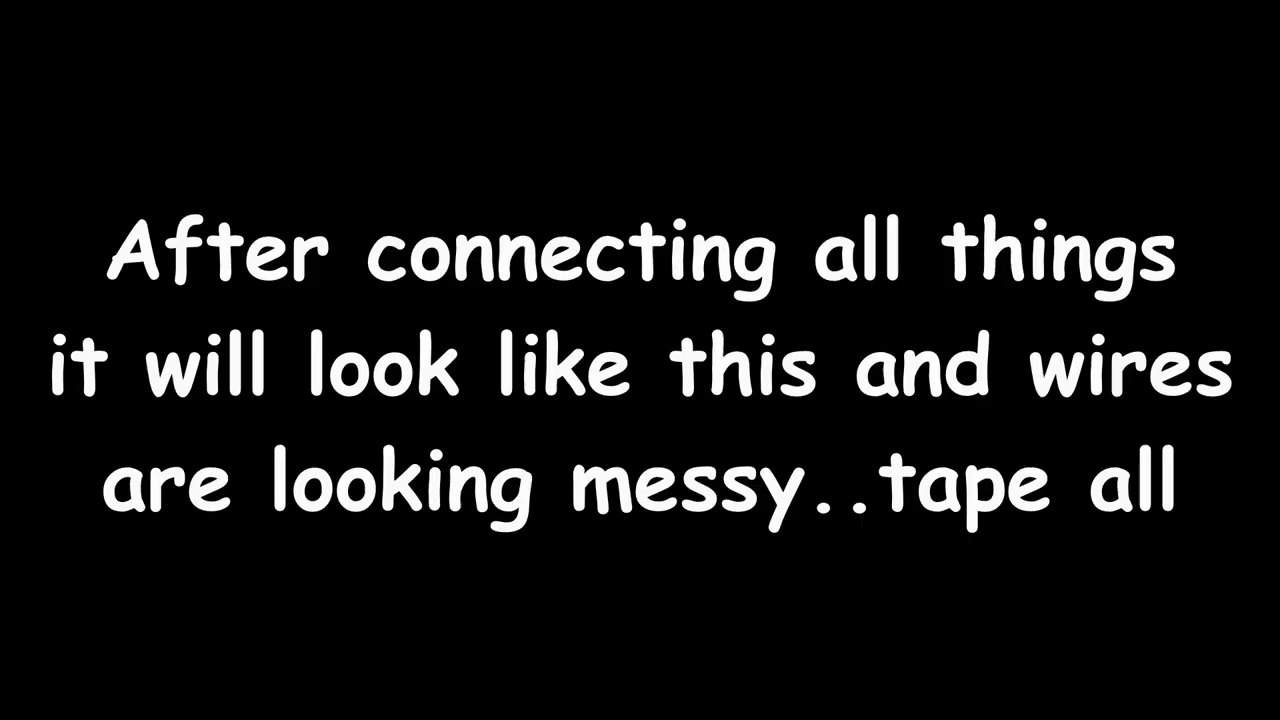 After connecting all things
it will look like this and wires
are looking messy..tape all